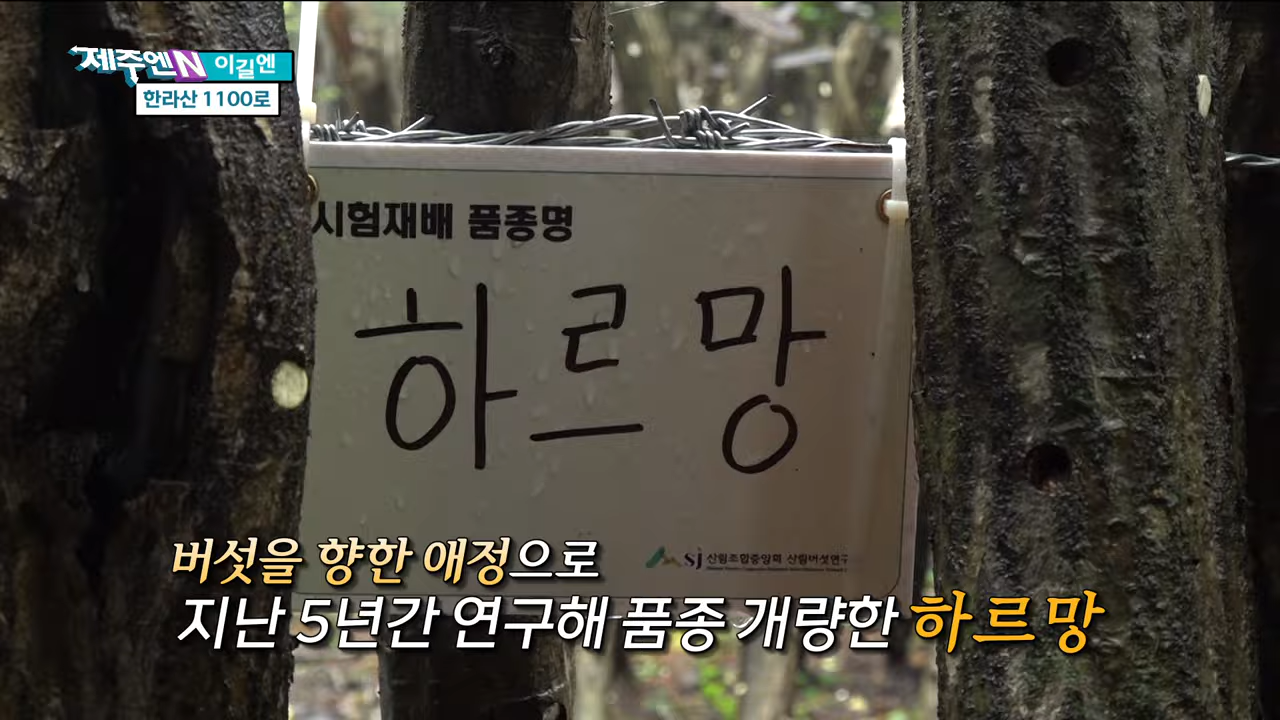 제주엔N 이길엔
한라산 1100로
시험재배 품종명
하르망
SJ 산림조합중앙회 산림버섯연구
버섯을 향한 애정으로
지난 5년간 연구해 품종 개량한 하르망